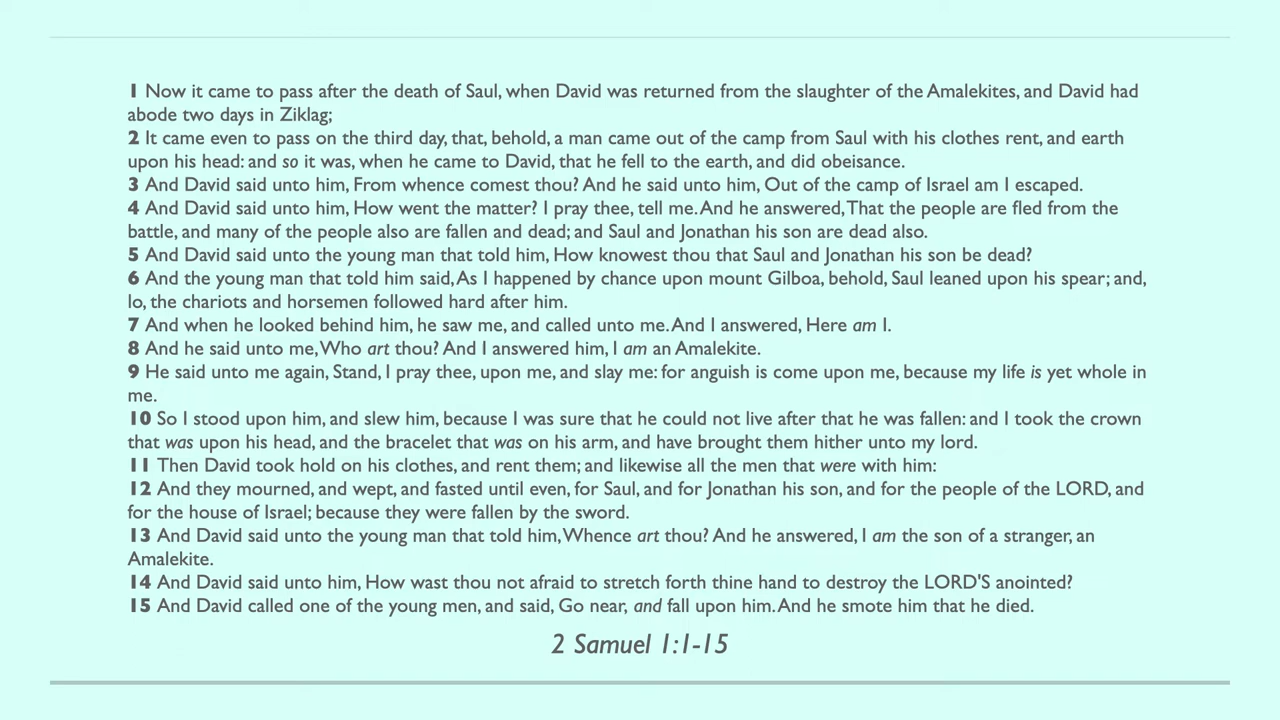 1 Now it came to pass after the death of Saul, when David was returned from the slaughter of the Amalekites, and David had
abode two days in Ziklag;
2 It came even to pass on the third day, that, behold, a man came out of the camp from Saul with his clothes rent, and earth
upon his head: and so it was, when he came to David, that he fell to the earth, and did obeisance.
3 And David said unto him, From whence comest thou? And he said unto him, Out of the camp of Israel am I escaped.
4 And David said unto him, How went the matter? I pray thee, tell me. And he answered, That the people are fled from the
battle, and many of the people also are fallen and dead; and Saul and Jonathan his son are dead also.
5 And David said unto the young man that told him, How knowest thou that Saul and Jonathan his son be dead?
6 And the young man that told him said, As I happened by chance upon mount Gilboa, behold, Saul leaned upon his spear; and,
lo, the chariots and horsemen followed hard after him.
7 And when he looked behind him, he saw me, and called unto me. And I answered, Here am I.
8 And he said unto me, Who art thou? And I answered him, I am an Amalekite.
9 He said unto me again, Stand, I pray thee, upon me, and slay me: for anguish is come upon me, because my life is yet whole in
me.
10 So I stood upon him, and slew him, because I was sure that he could not live after that he was fallen: and I took the crown
that was upon his head, and the bracelet that was on his arm, and have brought them hither unto my lord.
11 Then David took hold on his clothes, and rent them; and likewise all the men that were with him:
12 And they mourned, and wept, and fasted until even, for Saul, and for Jonathan his son, and for the people of the LORD, and
for the house of Israel; because they were fallen by the sword.
13 And David said unto the young man that told him, Whence art thou? And he answered, I am the son of a stranger, an
Amalekite.
14 And David said unto him, How wast thou not afraid to stretch forth thine hand to destroy the LORD'S anointed?
15 And David called one of the young men, and said, Go near, and fall upon him. And he smote him that he died.
2 Samuel 1:1-15